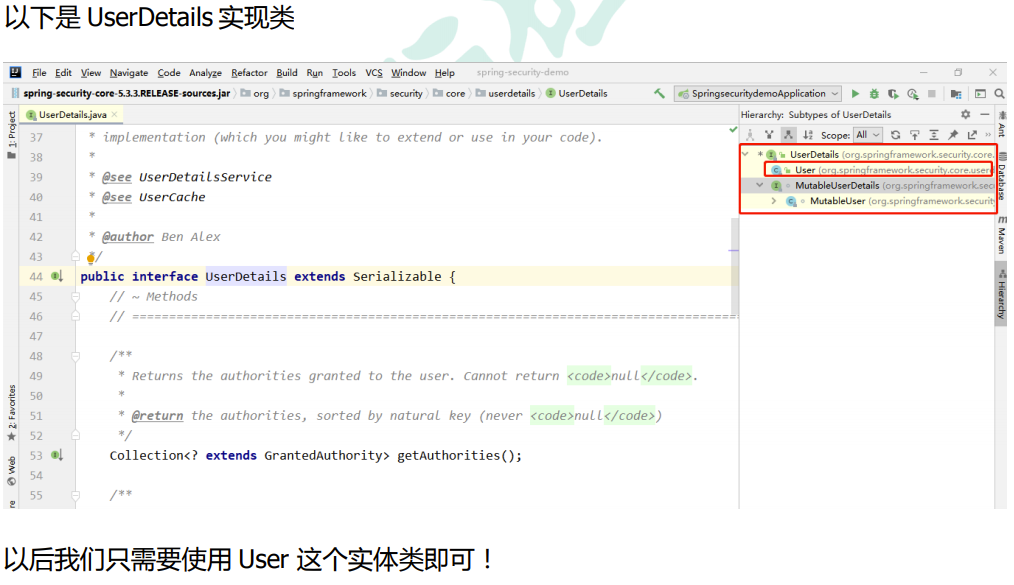 以下是 UserDetails 实现类
File Edit View Navigate Code Analyze Refactor Build Run Tools VCS Window Help spring-security-demo
spring-security-core-5.3.3.RELEASE-sources.jar org springframework security core userdetails UserDetails SpringsecuritydemoApplication
UserDetails.java
Hierarchy: Subtypes of UserDetails
Scope: All
1: Project
2: Favorites
Web
re
Ant
Database
Maven
Hierarchy
UserDetails (org.springframework.security.core.
User (org.springframework.security.core.userd
MutableUserDetails (org.springframework.sec
MutableUser (org.springframework.security
37 * implementation (which you might like to extend or use in your code).
38 *
39 * @see UserDetailsService
40 * @see UserCache
41 *
42 * @author Ben Alex
43 */
44 public interface UserDetails extends Serializable {
45 // ~ Methods
46 // ================================================================================
47
48 /**
49 * Returns the authorities granted to the user. Cannot return <code>null</code>.
50 *
51 * @return the authorities, sorted by natural key (never <code>null</code>)
52 */
53 Collection<? extends GrantedAuthority> getAuthorities();
54
55 /**
以后我们只需要使用 User 这个实体类即可！